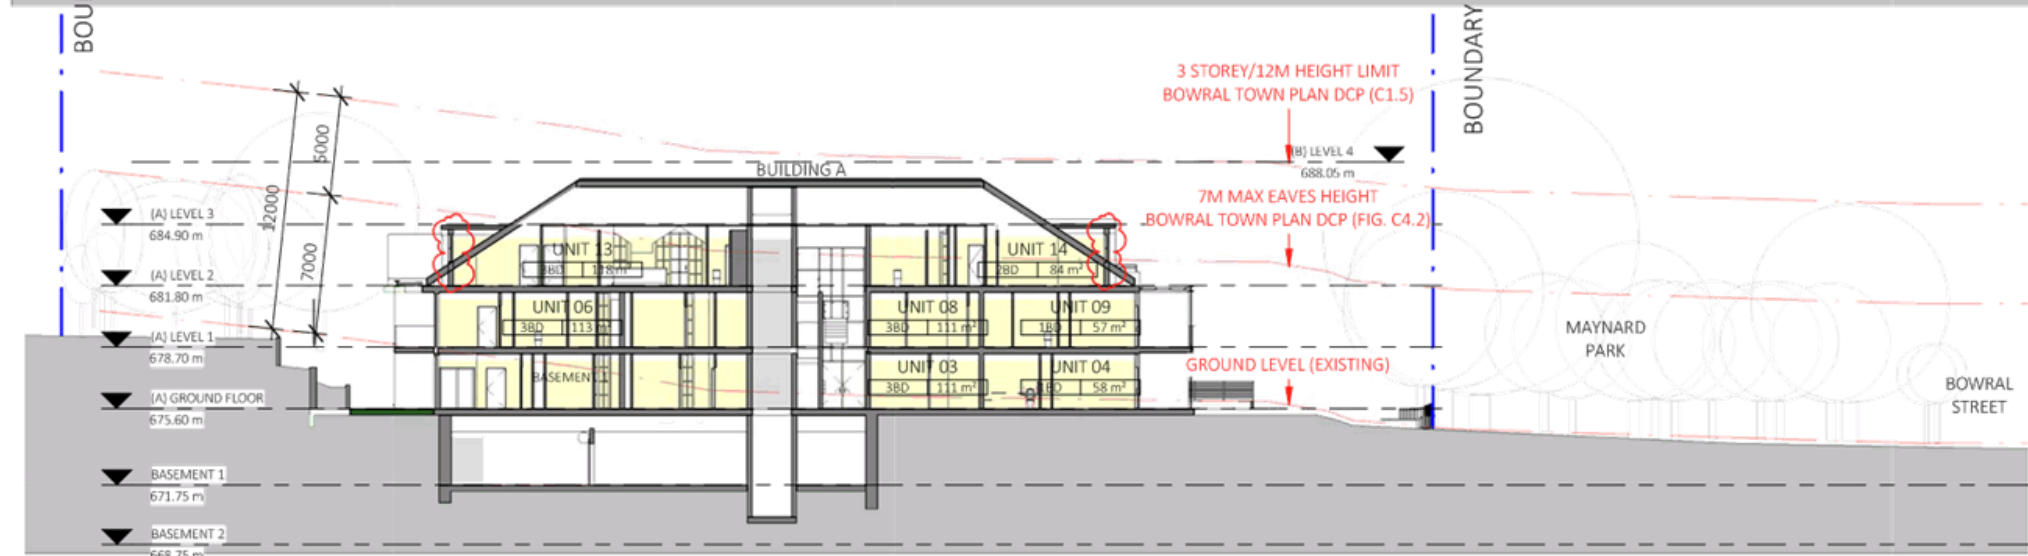 BOU
BOUNDARY
3 STOREY/12M HEIGHT LIMIT
BOWRAL TOWN PLAN DCP (C1.5)
5000
12000
7000
BUILDING A
(B) LEVEL 4
688.05 m
7M MAX EAVES HEIGHT
BOWRAL TOWN PLAN DCP (FIG. C4.2)
(A) LEVEL 3
684.90 m
UNIT 13
3BD 118 m²
UNIT 14
2BD 84 m²
(A) LEVEL 2
681.80 m
UNIT 06
3BD 113 m²
UNIT 08
3BD 111 m²
UNIT 09
1BD 57 m²
MAYNARD
PARK
(A) LEVEL 1
678.70 m
GROUND LEVEL (EXISTING)
BASEMENT 1
UNIT 03
3BD 111 m²
UNIT 04
1BD 58 m²
BOWRAL
STREET
(A) GROUND FLOOR
675.60 m
BASEMENT 1
671.75 m
BASEMENT 2
668.75 m